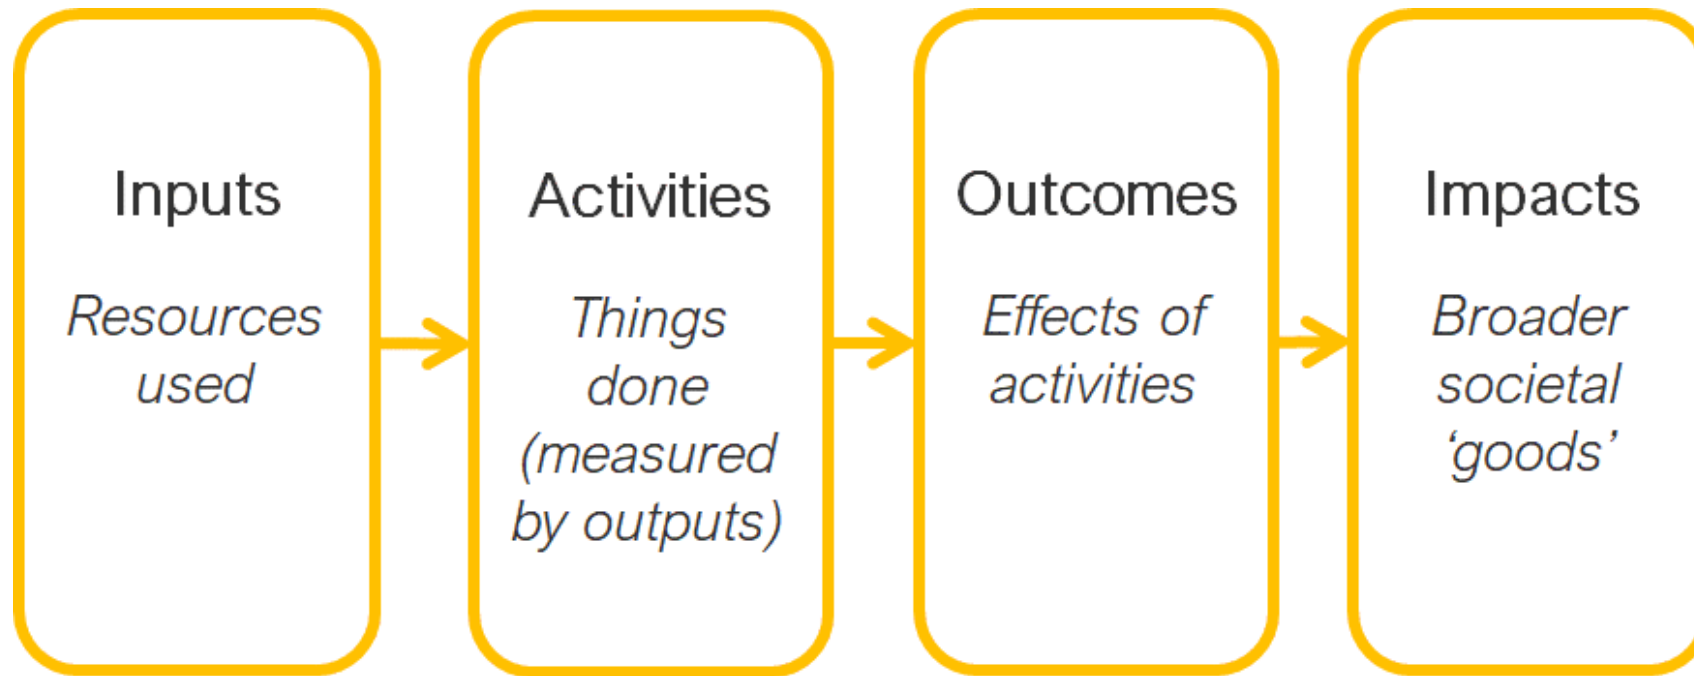 Inputs
Resources
used
Activities
Things
done
(measured
by outputs)
Outcomes
Effects of
activities
Impacts
Broader
societal
‘goods’